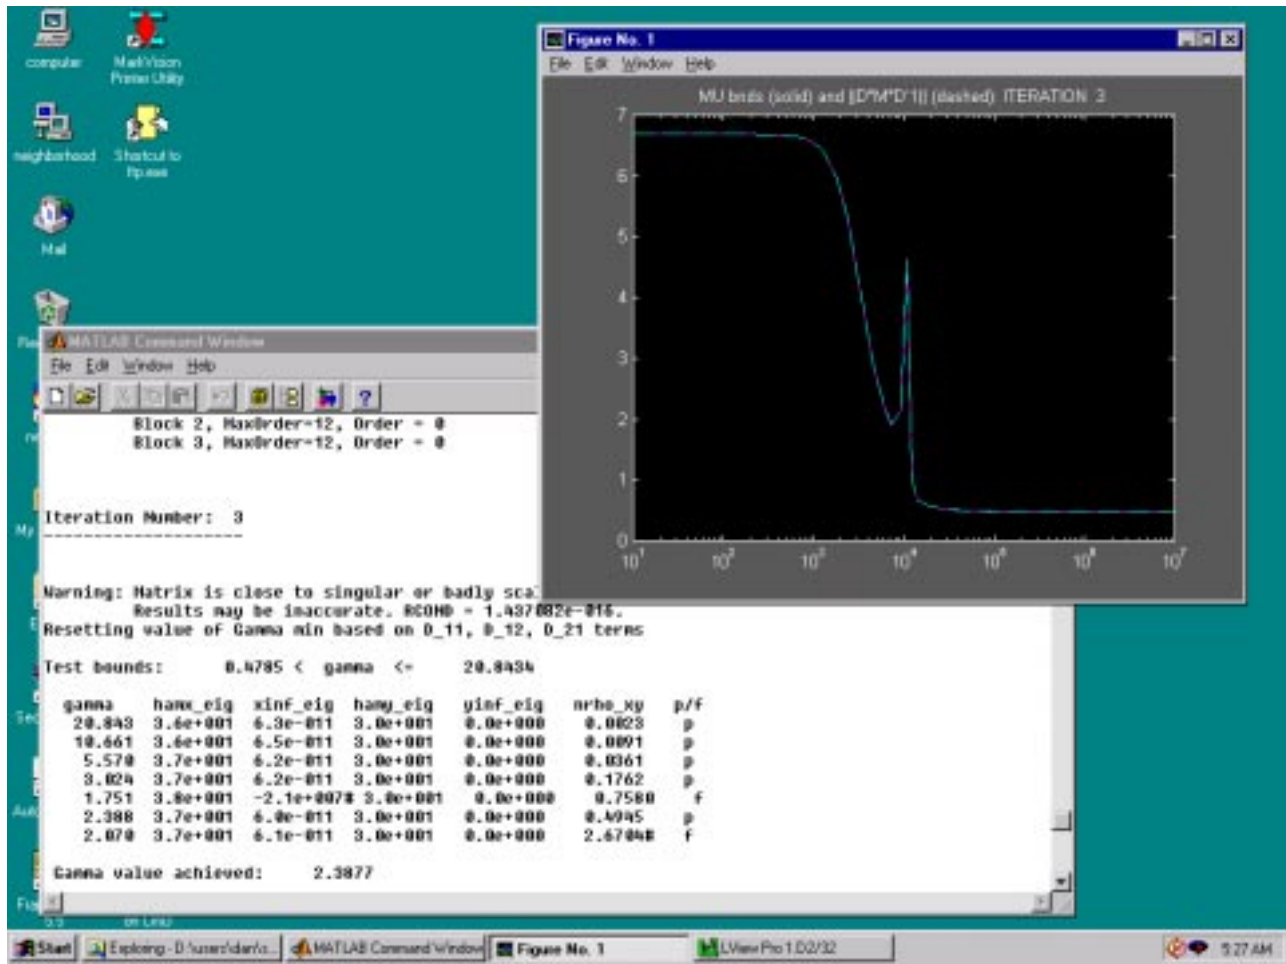 computer
MarkVision
Printer Utility
neighborhood
Shortcut to
ftp.exe
Mail
Figure No. 1
File Edit Window Help
MU bnds (solid) and ||D*M*D^-1|| (dashed): ITERATION 3
7
6
5
4
3
2
1
0
10^1 10^2 10^3 10^4 10^5 10^6 10^7
MATLAB Command Window
File Edit Window Help
Block 2, MaxOrder=12, Order = 0
Block 3, MaxOrder=12, Order = 0
Iteration Number: 3
--------------------
Warning: Matrix is close to singular or badly sca
Results may be inaccurate. RCOND = 1.437082e-016.
Resetting value of Gamma min based on D_11, D_12, D_21 terms
Test bounds: 0.4785 < gamma <= 20.8434
gamma hamx_eig xinf_eig hamy_eig yinf_eig nrho_xy p/f
20.843 3.6e+001 6.3e-011 3.0e+001 0.0e+000 0.0023 p
10.661 3.6e+001 6.5e-011 3.0e+001 0.0e+000 0.0091 p
5.570 3.7e+001 6.2e-011 3.0e+001 0.0e+000 0.0361 p
3.024 3.7e+001 6.2e-011 3.0e+001 0.0e+000 0.1762 p
1.751 3.8e+001 -2.1e+007# 3.0e+001 0.0e+000 0.7580 f
2.388 3.7e+001 6.0e-011 3.0e+001 0.0e+000 0.4945 p
2.070 3.7e+001 6.1e-011 3.0e+001 0.0e+000 2.6704# f
Gamma value achieved: 2.3877
My
Start
Exploring - D:\users\dan\s...
MATLAB Command Window
Figure No. 1
LView Pro 1.D2/32
5:27 AM